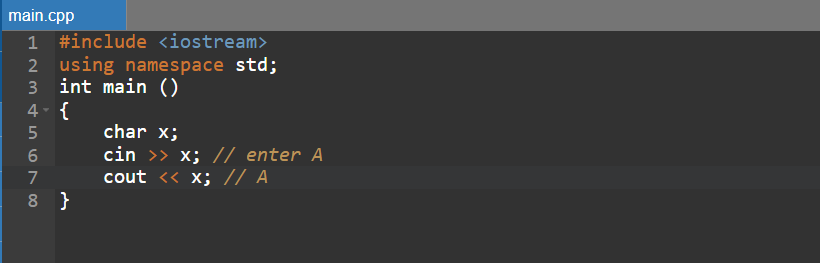 main.cpp
1 #include <iostream>
2 using namespace std;
3 int main ()
4 {
5 char x;
6 cin >> x; // enter A
7 cout << x; // A
8 }